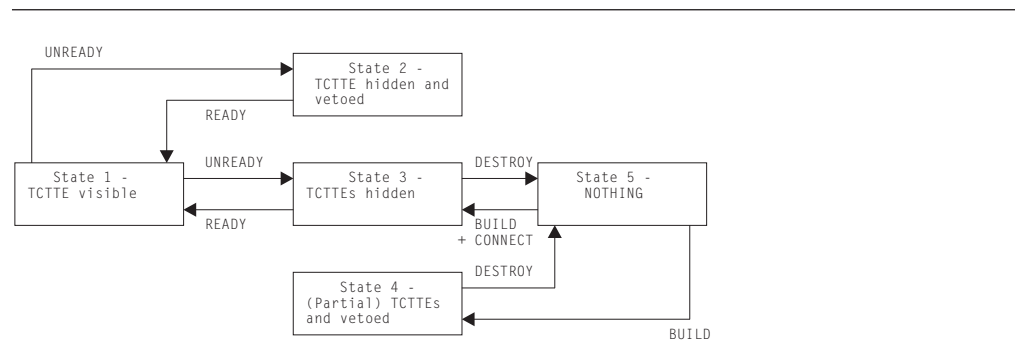 UNREADY
State 2 -
TCTTE hidden and
vetoed
READY
State 1 -
TCTTE visible
UNREADY
READY
State 3 -
TCTTEs hidden
DESTROY
BUILD
+ CONNECT
State 5 -
NOTHING
State 4 -
(Partial) TCTTEs
and vetoed
DESTROY
BUILD